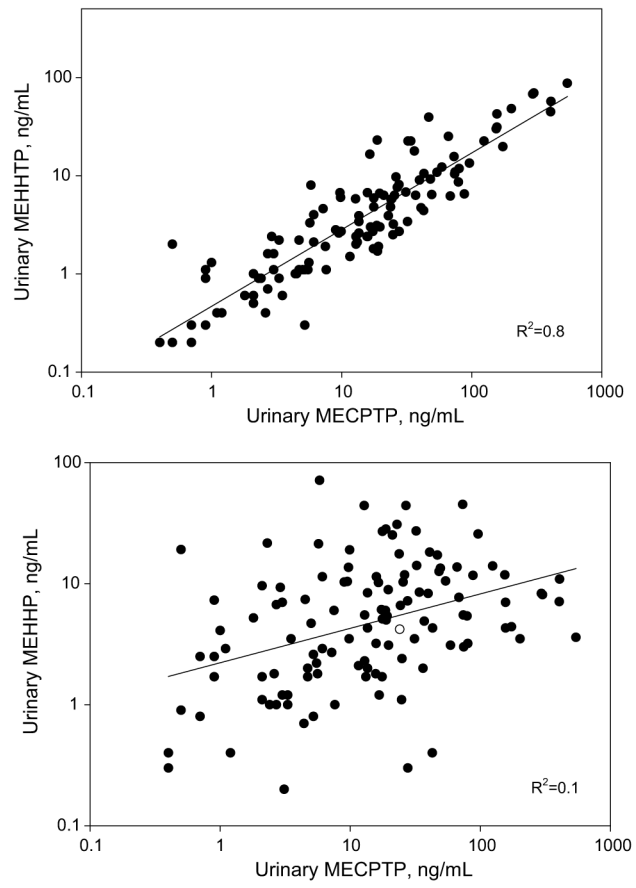 100
10
1
0.1
Urinary MEHHTP, ng/mL
R²=0.8
0.1 1 10 100 1000
Urinary MECPTP, ng/mL
100
10
1
0.1
Urinary MEHHP, ng/mL
R²=0.1
0.1 1 10 100 1000
Urinary MECPTP, ng/mL